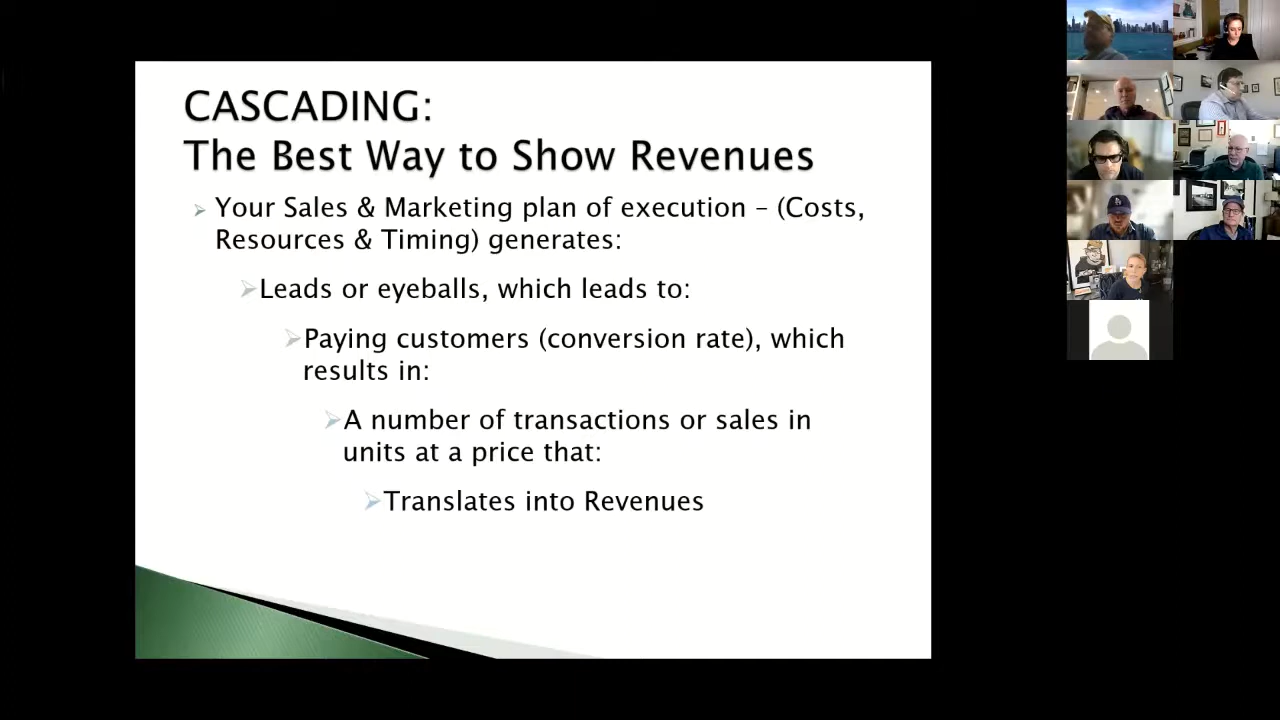 CASCADING:
The Best Way to Show Revenues
Your Sales & Marketing plan of execution – (Costs,
Resources & Timing) generates:
Leads or eyeballs, which leads to:
Paying customers (conversion rate), which
results in:
A number of transactions or sales in
units at a price that:
Translates into Revenues